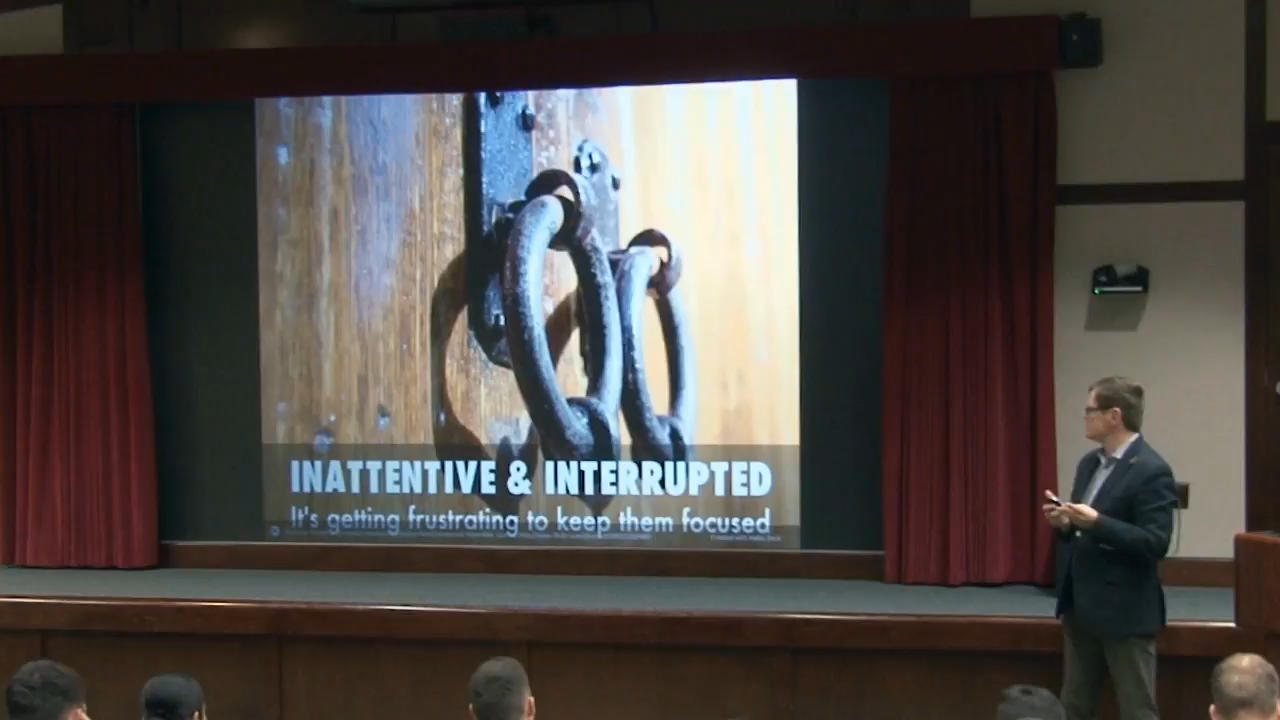 INATTENTIVE & INTERRUPTED
It's getting frustrating to keep them focused